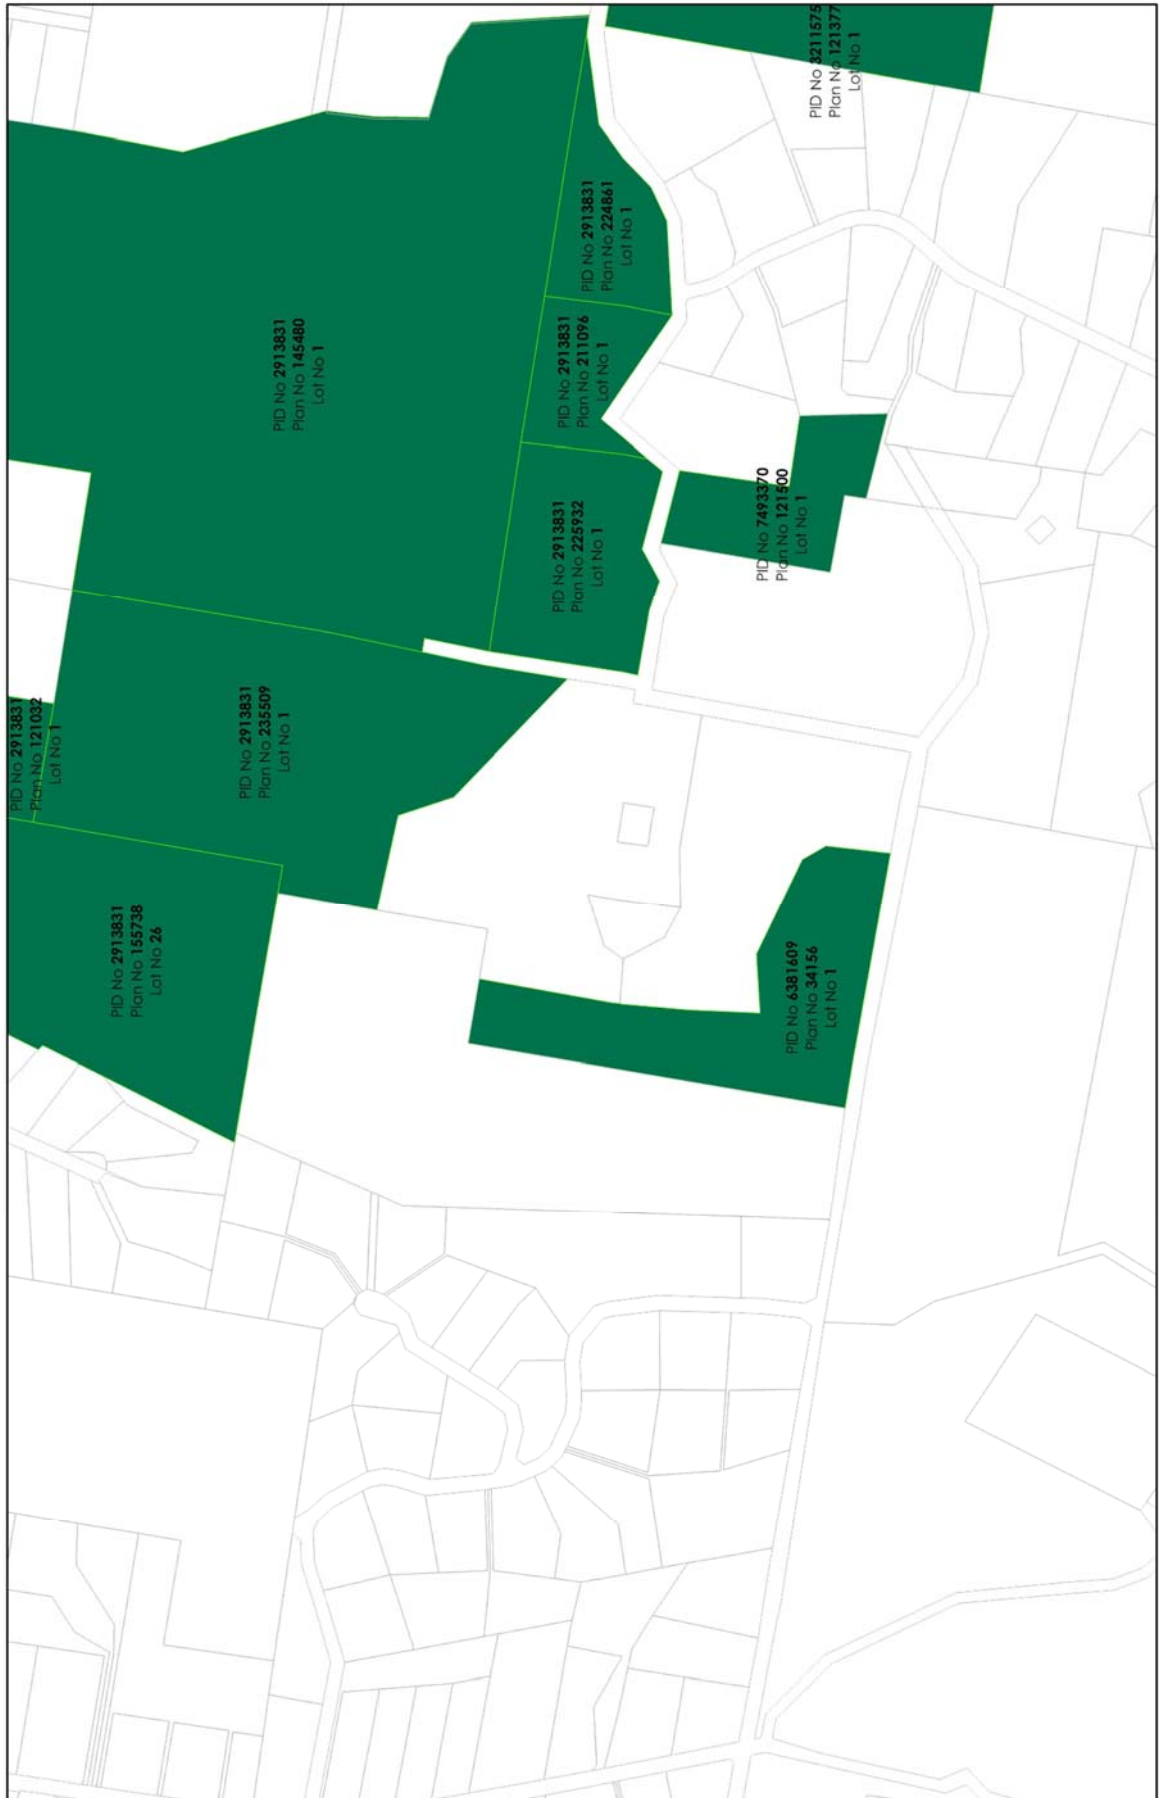 PID No 2913831
Plan No 121032
Lot No 1
PID No 2913831
Plan No 155738
Lot No 26
PID No 2913831
Plan No 235509
Lot No 1
PID No 2913831
Plan No 145480
Lot No 1
PID No 2913831
Plan No 225932
Lot No 1
PID No 2913831
Plan No 211096
Lot No 1
PID No 2913831
Plan No 224861
Lot No 1
PID No 7493370
Plan No 121500
Lot No 1
PID No 6381609
Plan No 34156
Lot No 1
PID No 3211575
Plan No 121377
Lot No 1